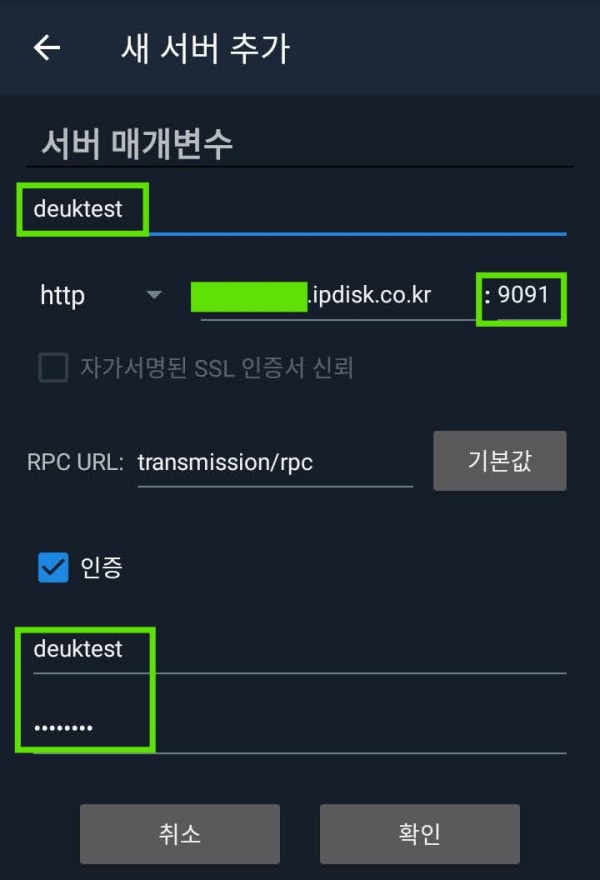 새 서버 추가
서버 매개변수
deuktest
http .ipdisk.co.kr : 9091
자가서명된 SSL 인증서 신뢰
RPC URL: transmission/rpc 기본값
인증
deuktest
••••••••
취소 확인